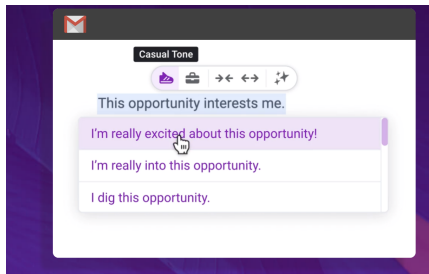 Casual Tone
This opportunity interests me.
I'm really excited about this opportunity!
I'm really into this opportunity.
I dig this opportunity.